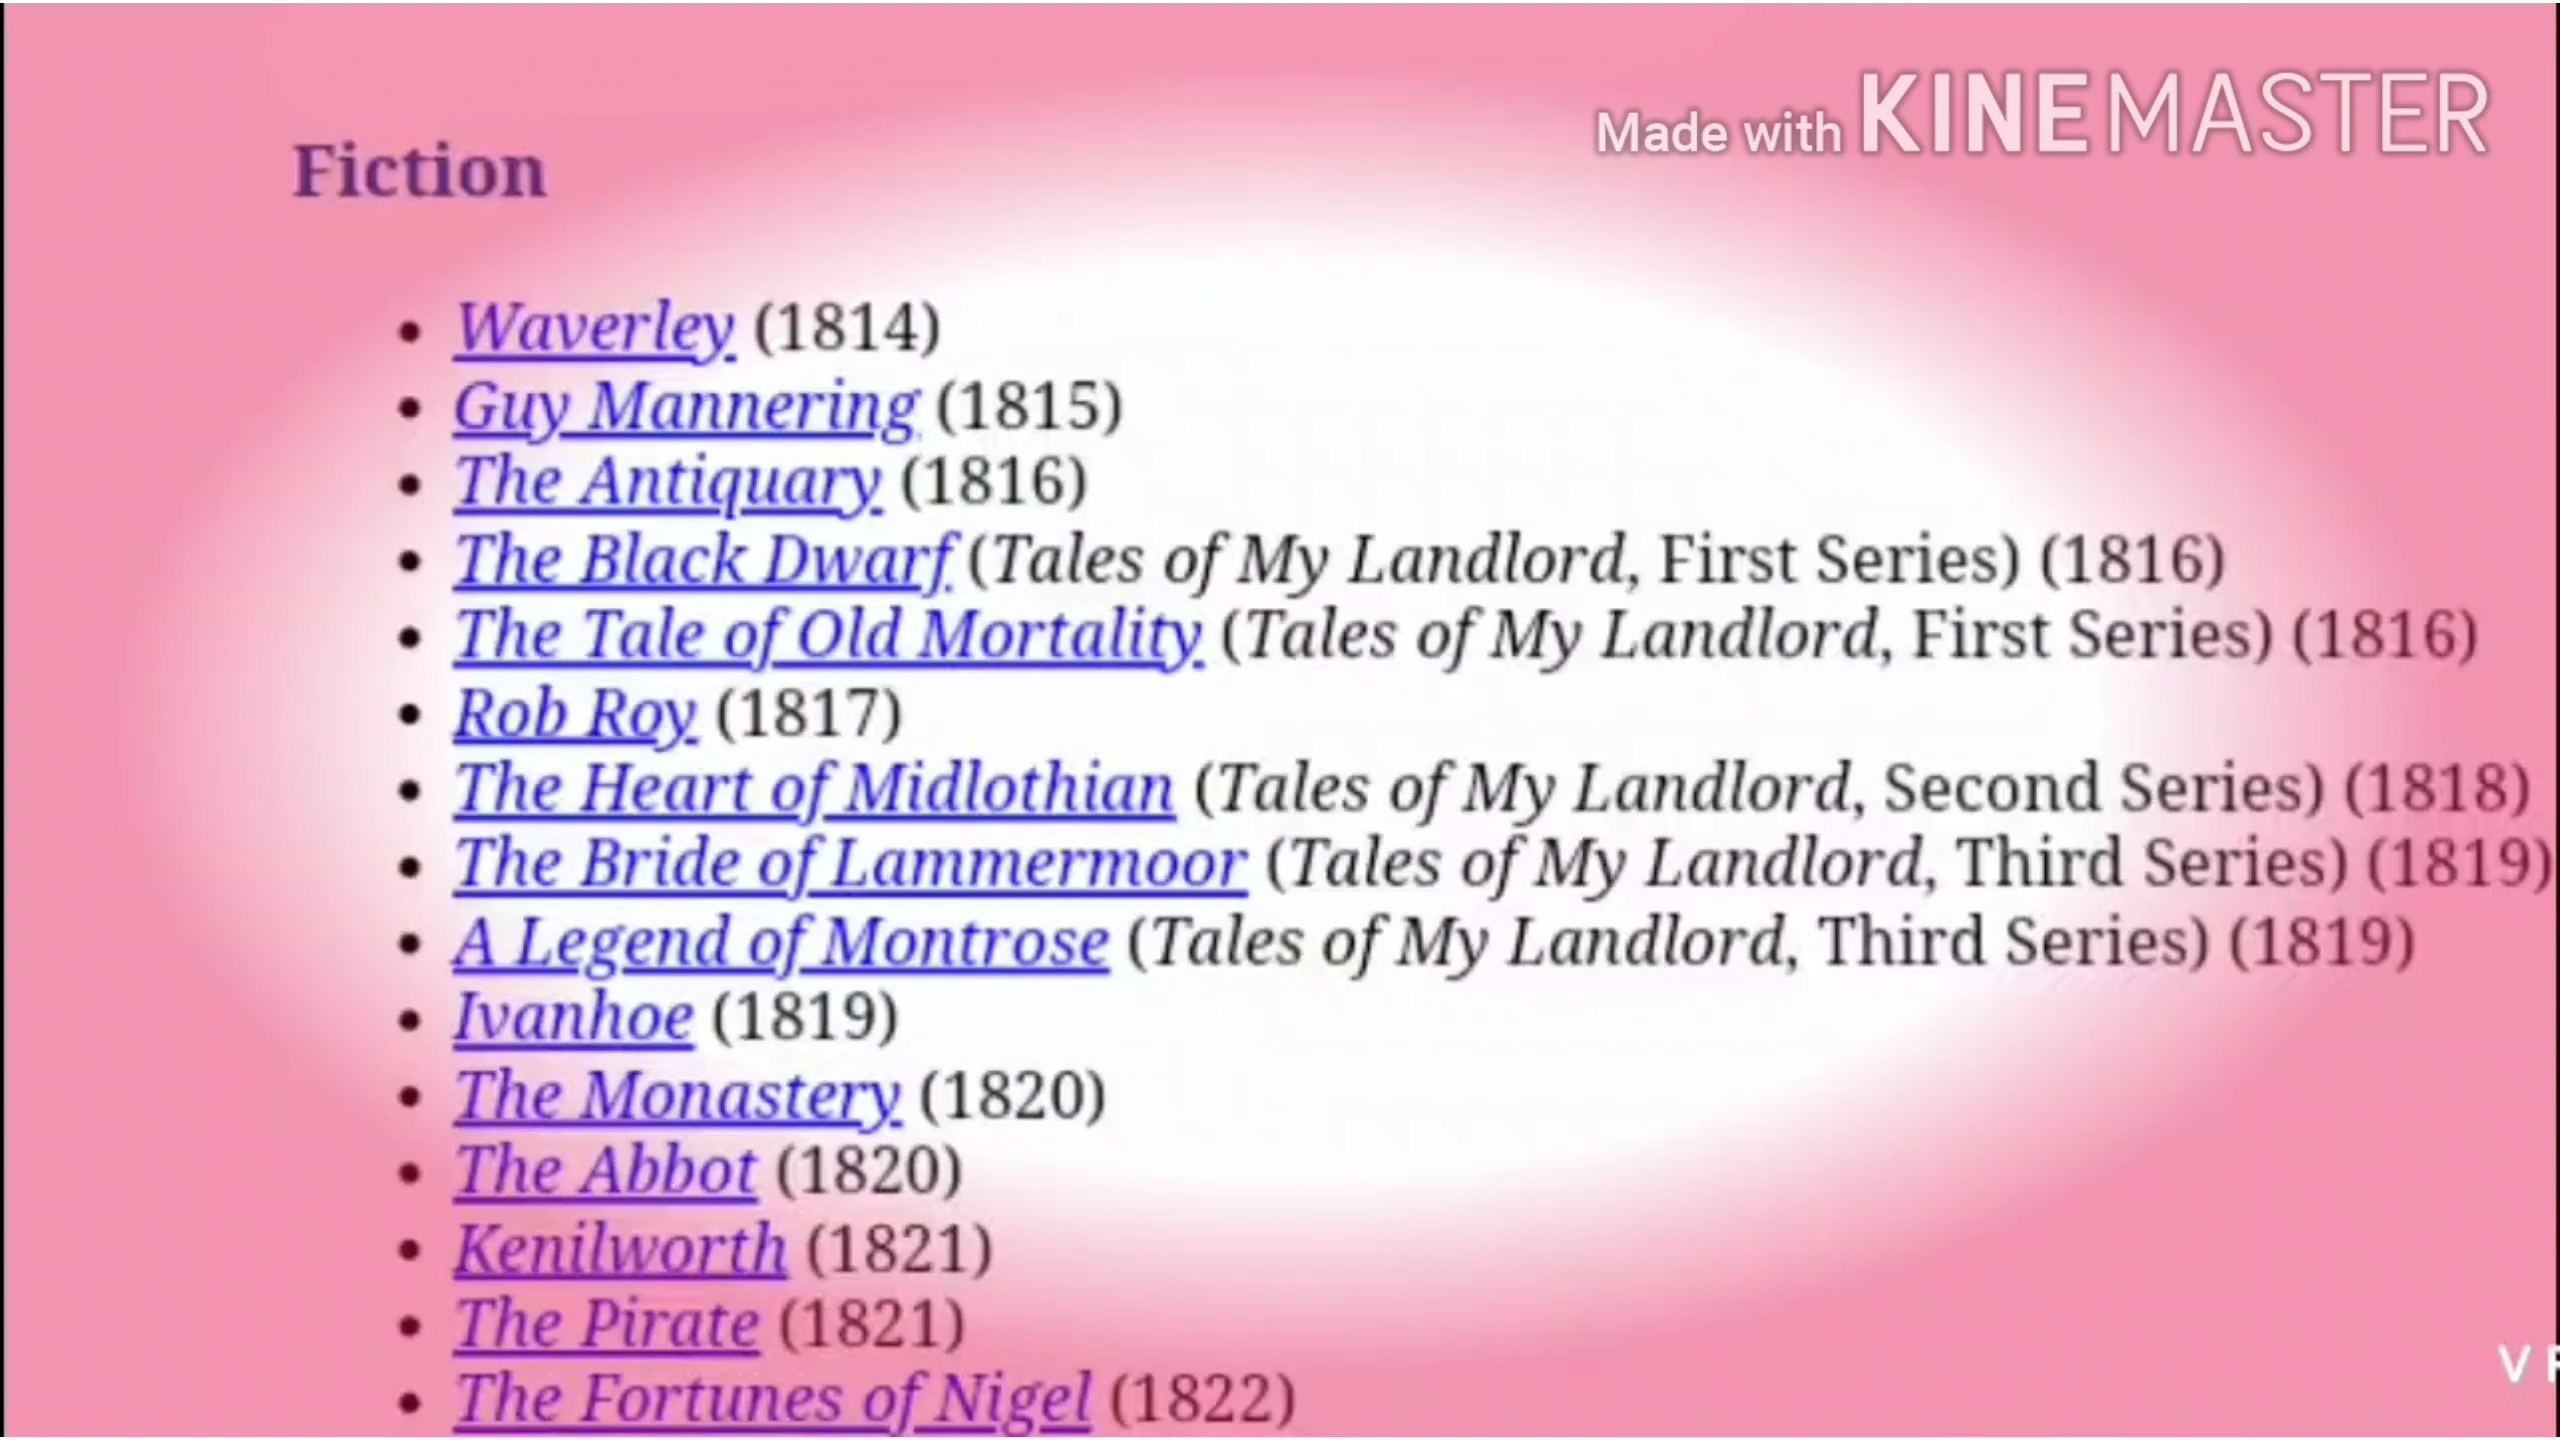 Made with KINEMASTER
Fiction
• Waverley (1814)
• Guy Mannering (1815)
• The Antiquary (1816)
• The Black Dwarf (Tales of My Landlord, First Series) (1816)
• The Tale of Old Mortality (Tales of My Landlord, First Series) (1816)
• Rob Roy (1817)
• The Heart of Midlothian (Tales of My Landlord, Second Series) (1818)
• The Bride of Lammermoor (Tales of My Landlord, Third Series) (1819)
• A Legend of Montrose (Tales of My Landlord, Third Series) (1819)
• Ivanhoe (1819)
• The Monastery (1820)
• The Abbot (1820)
• Kenilworth (1821)
• The Pirate (1821)
• The Fortunes of Nigel (1822)